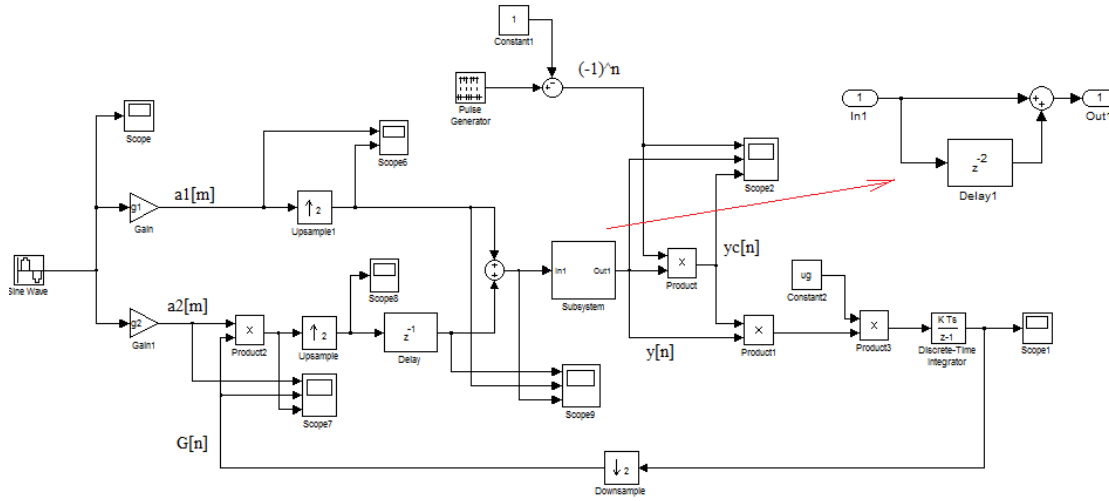 1
Constant1
(-1)^n
Pulse
Generator
1
In1
+
+
1
Out1
-2
z
Delay1
Scope
Scope6
Scope2
a1[m]
g1
Gain
2
Upsample1
Sine Wave
+
+
In1
Out1
Subsystem
x
Product
yc[n]
ug
Constant2
Scope8
a2[m]
g2
Gain1
x
Product2
2
Upsample
-1
z
Delay
y[n]
x
Product1
x
Product3
K Ts
z-1
Discrete-Time
Integrator
Scope1
Scope7
Scope9
G[n]
2
Downsample